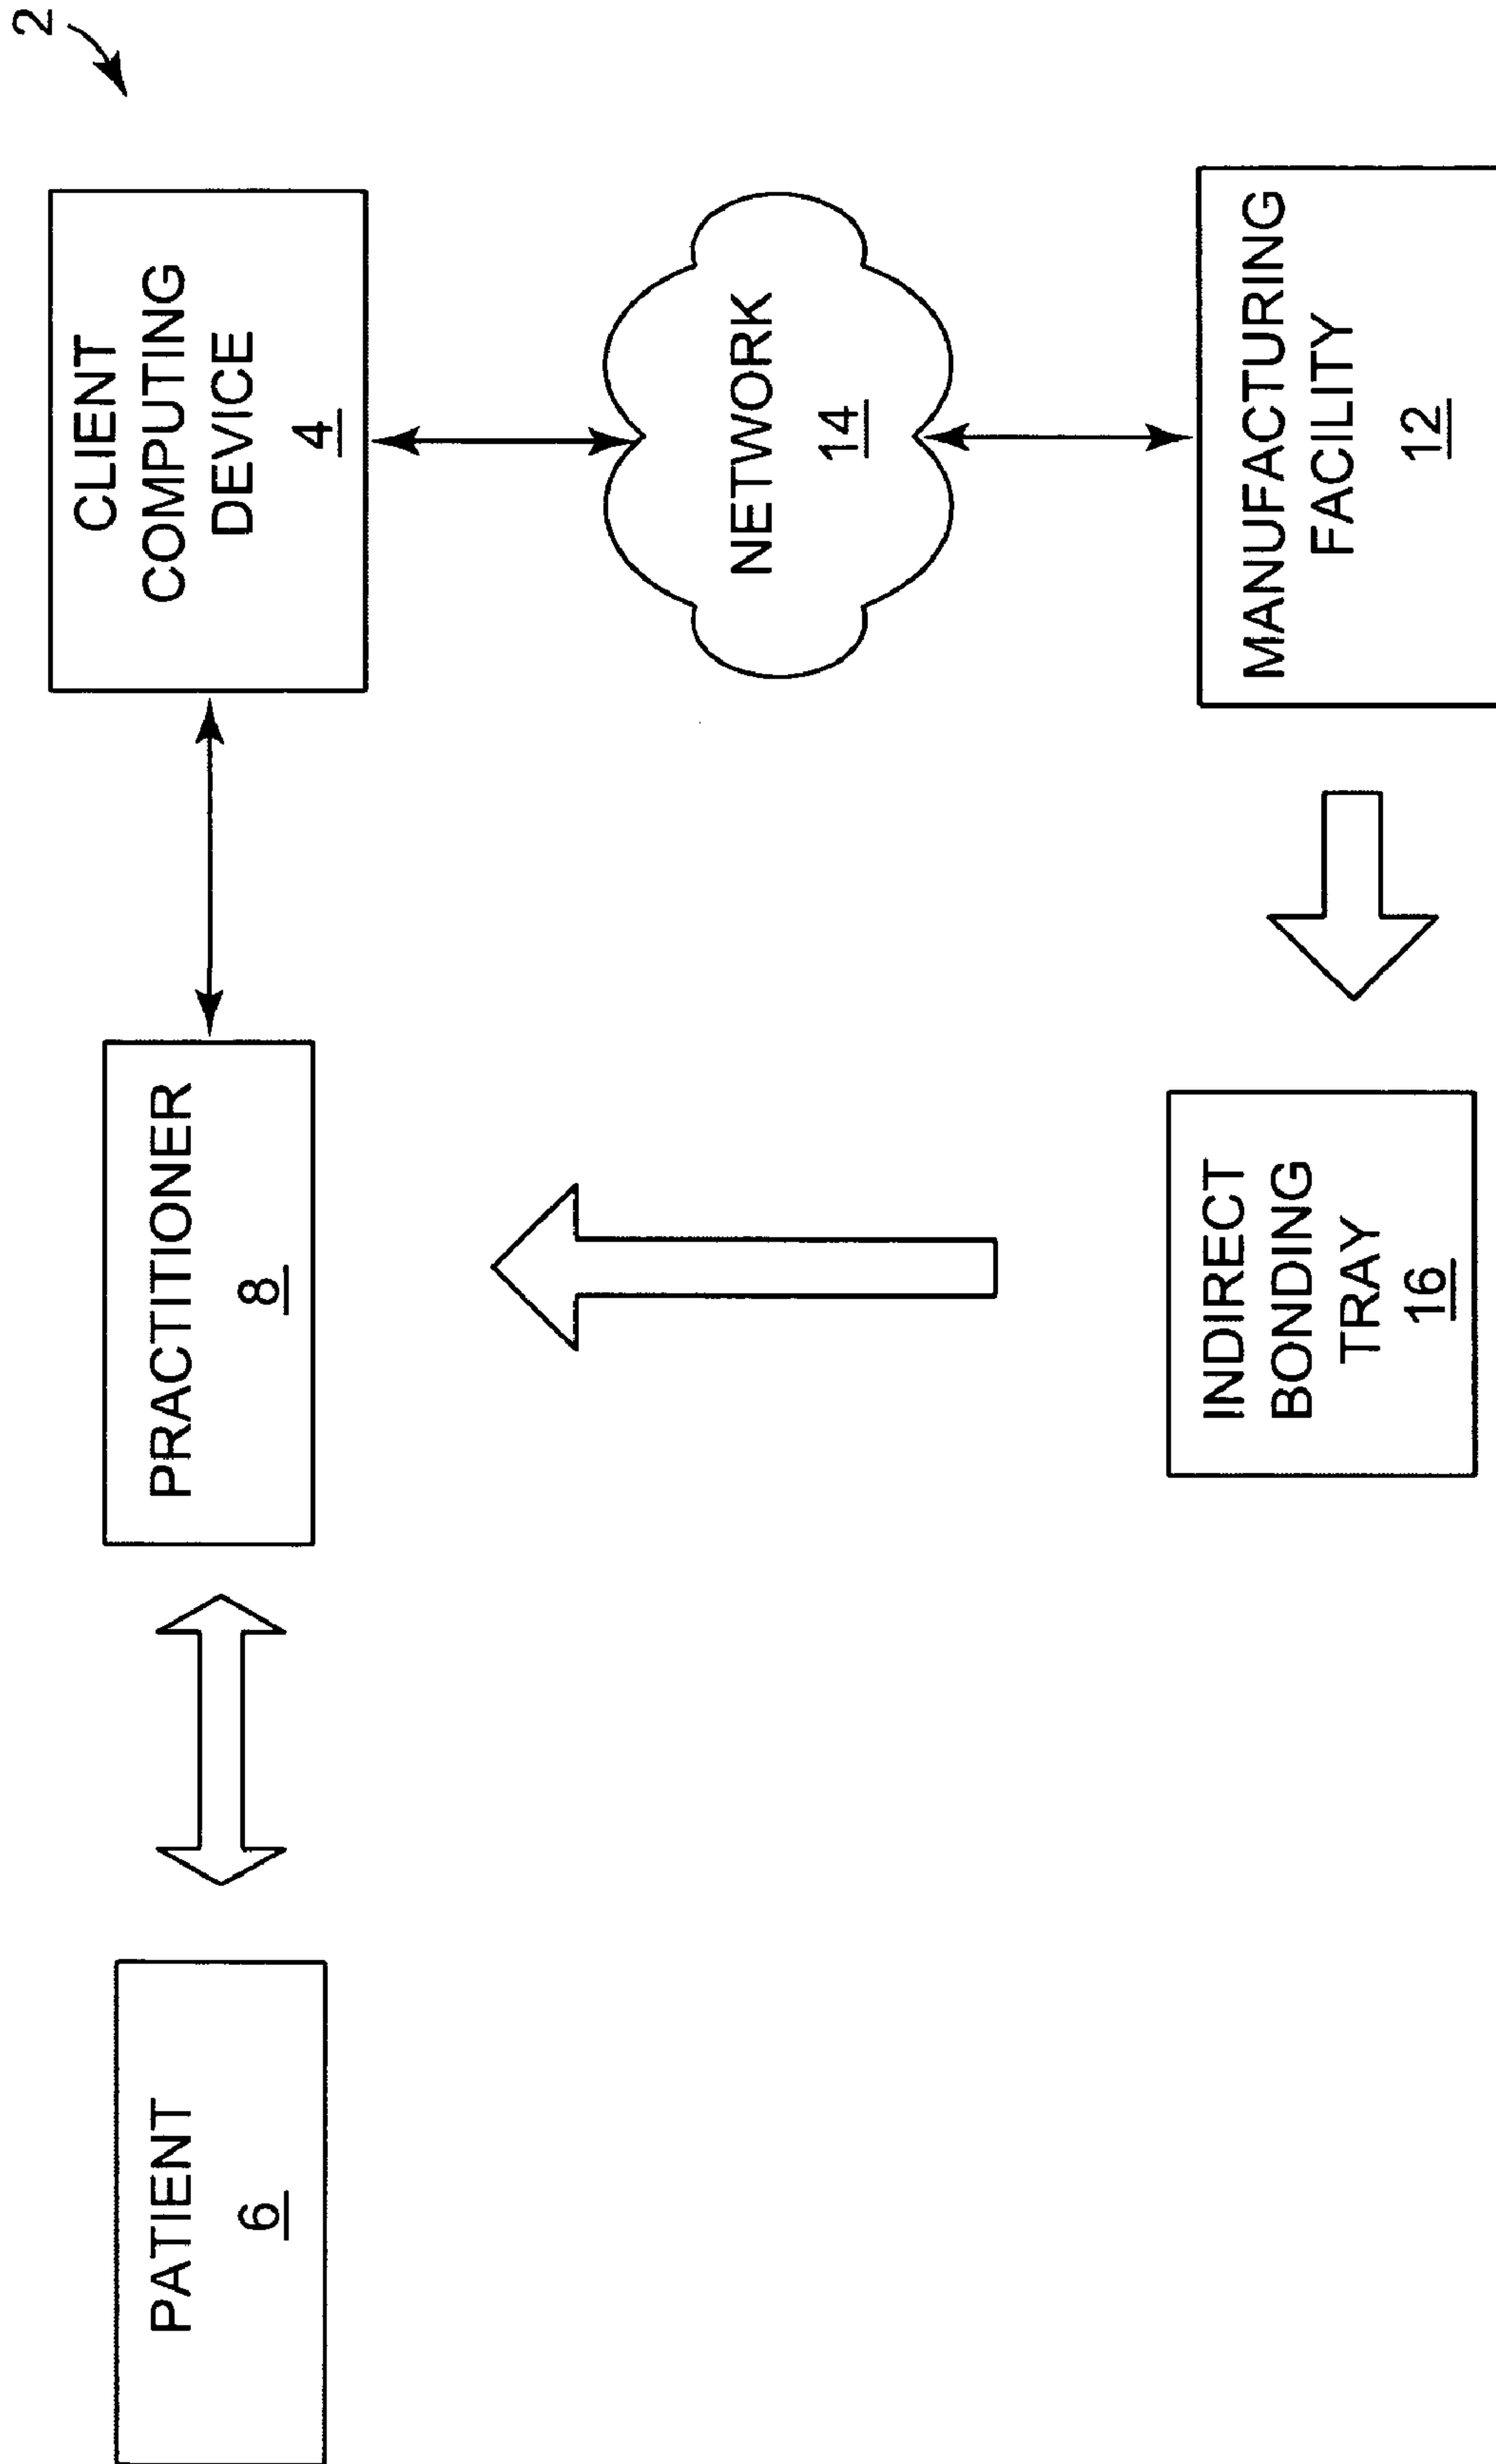 2
PATIENT
6
PRACTITIONER
8
CLIENT
COMPUTING
DEVICE
4
NETWORK
14
INDIRECT
BONDING
TRAY
16
MANUFACTURING
FACILITY
12